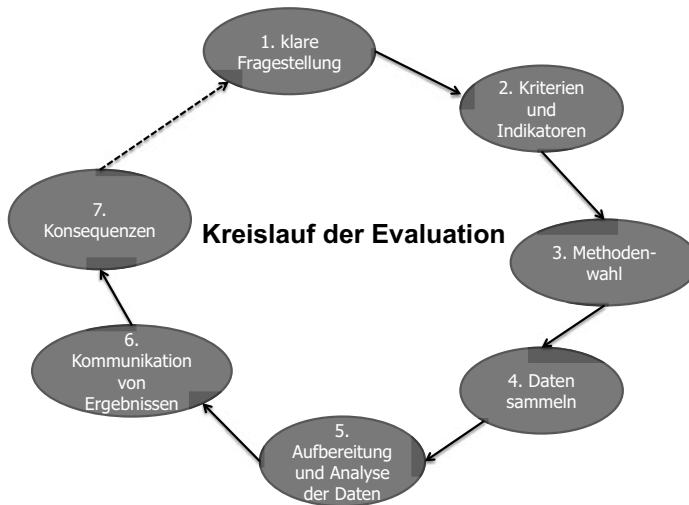 1. klare
Fragestellung
2. Kriterien
und
Indikatoren
3. Methoden-
wahl
4. Daten
sammeln
5.
Aufbereitung
und Analyse
der Daten
6.
Kommunikation
von
Ergebnissen
7.
Konsequenzen
Kreislauf der Evaluation